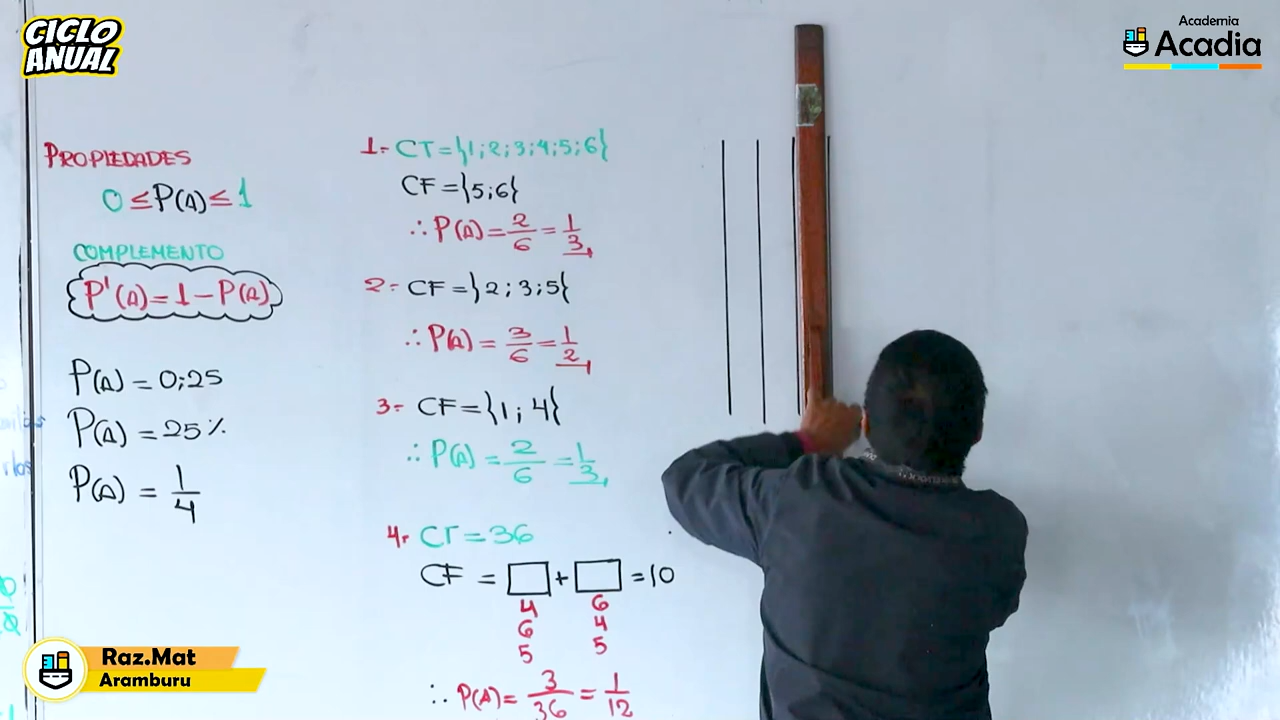 CICLO
ANUAL
Academia
Acadia
PROPIEDADES
0 ≤ P(A) ≤ 1
COMPLEMENTO
P'(A) = 1 - P(A)
P(A) = 0,25
P(A) = 25%
P(A) = 1/4
1.- CT = {1; 2; 3; 4; 5; 6}
CF = {5; 6}
∴ P(A) = 2/6 = 1/3
2.- CF = {2; 3; 5}
∴ P(A) = 3/6 = 1/2
3.- CF = {1; 4}
∴ P(A) = 2/6 = 1/3
4.- CT = 36
CF = □ + □ = 10
4 6
6 4
5 5
∴ P(A) = 3/36 = 1/12
Raz.Mat
Aramburu